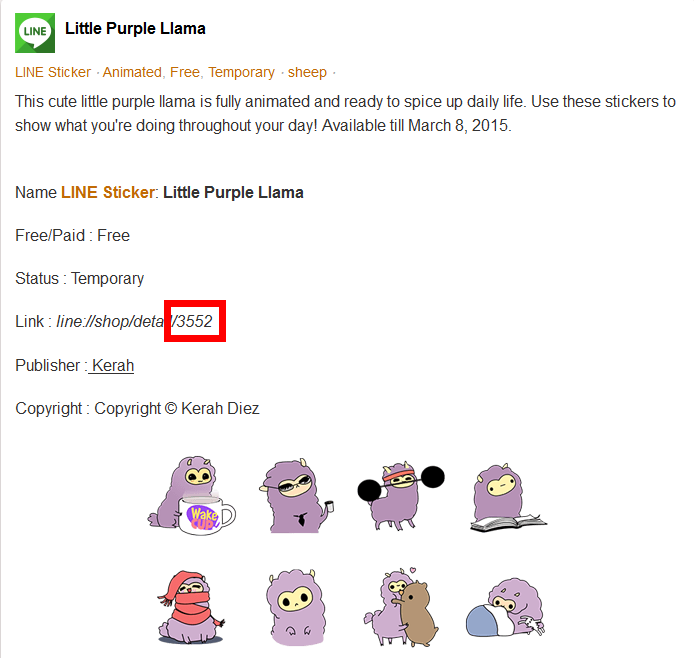 LINE
Little Purple Llama
LINE Sticker · Animated, Free, Temporary · sheep ·
This cute little purple llama is fully animated and ready to spice up daily life. Use these stickers to
show what you're doing throughout your day! Available till March 8, 2015.
Name LINE Sticker: Little Purple Llama
Free/Paid : Free
Status : Temporary
Link : line://shop/detail/3552
Publisher : Kerah
Copyright : Copyright © Kerah Diez
Wake
CUP!